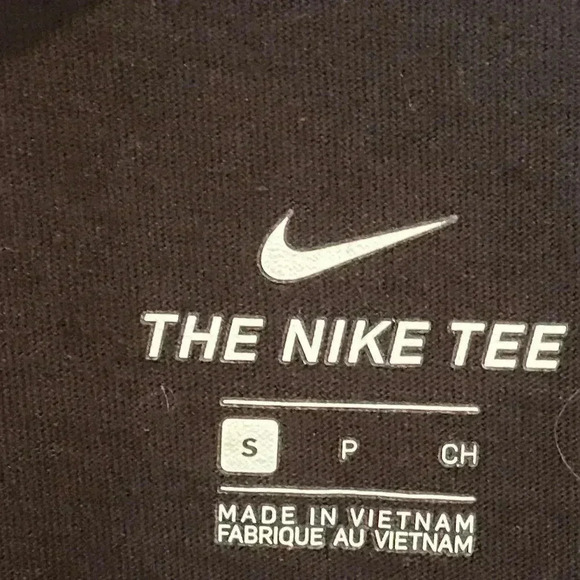 THE NIKE TEE
S P CH
MADE IN VIETNAM
FABRIQUE AU VIETNAM